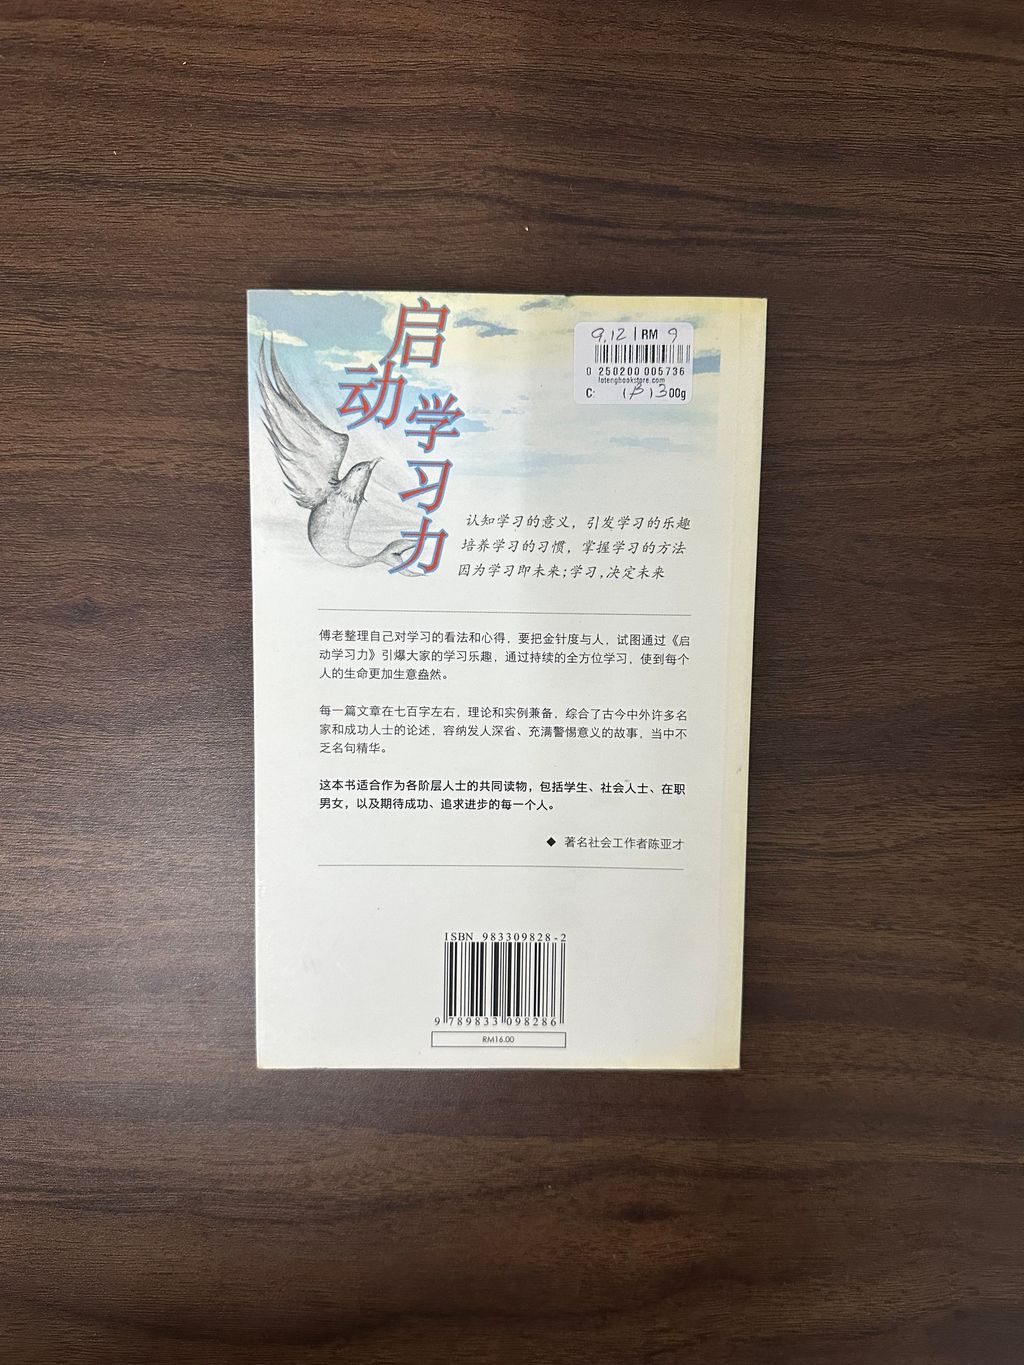 启动学习力
9.12 | RM 9
0 250200 005736
lotengbookstore.com
C: (β)300g
认知学习的意义，引发学习的乐趣
培养学习的习惯，掌握学习的方法
因为学习即未来；学习，决定未来
傅老整理自己对学习的看法和心得，要把金针度与人，试图通过《启
动学习力》引爆大家的学习乐趣，通过持续的全方位学习，使到每个
人的生命更加生意盎然。
每一篇文章在七百字左右，理论和实例兼备，综合了古今中外许多名
家和成功人士的论述，容纳发人深省、充满警惕意义的故事，当中不
乏名句精华。
这本书适合作为各阶层人士的共同读物，包括学生、社会人士、在职
男女，以及期待成功、追求进步的每一个人。
◆ 著名社会工作者陈亚才
ISBN 983309828-2
9 789833 098286
RM16.00